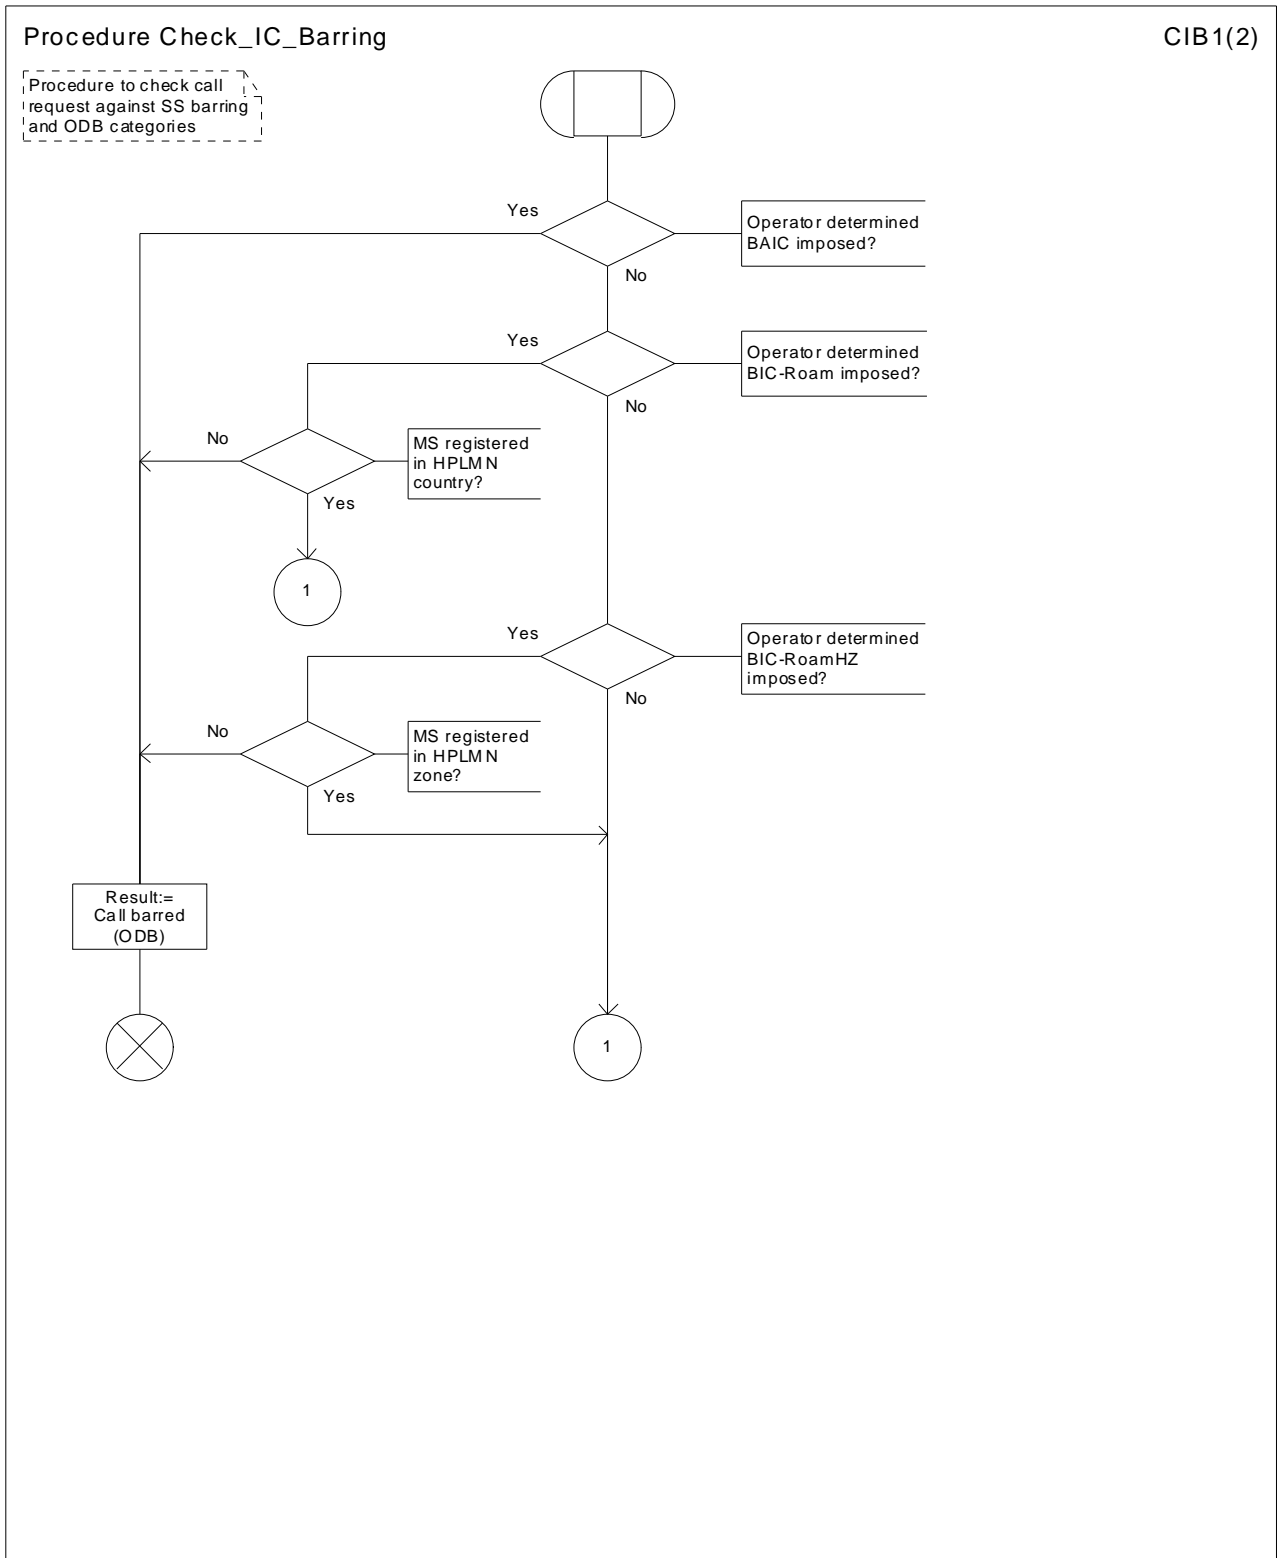 Procedure Check_IC_Barring
CIB1(2)
Procedure to check call
request against SS barring
and ODB categories
Yes
Operator determined
BAIC imposed?
No
Yes
Operator determined
BIC-Roam imposed?
No
No
MS registered
in HPLMN
country?
Yes
1
Yes
Operator determined
BIC-RoamHZ
imposed?
No
No
MS registered
in HPLMN
zone?
Yes
Result:=
Call barred
(ODB)
1